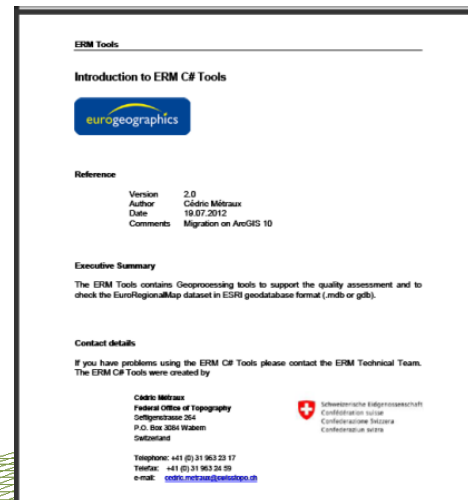 ERM Tools
Introduction to ERM C# Tools
eurogeographics
Reference
Version 2.0
Author Cédric Métraux
Date 19.07.2012
Comments Migration on ArcGIS 10
Executive Summary
The ERM Tools contains Geoprocessing tools to support the quality assessment and to
check the EuroRegionalMap dataset in ESRI geodatabase format (.mdb or gdb).
Contact details
If you have problems using the ERM C# Tools please contact the ERM Technical Team.
The ERM C# Tools were created by
Cédric Métraux
Federal Office of Topography
Seftigenstrasse 264
P.O. Box 3084 Wabern
Switzerland
Schweizerische Eidgenossenschaft
Confédération suisse
Confederazione Svizzera
Confederaziun svizra
Telephone: +41 (0) 31 963 23 17
Telefax: +41 (0) 31 963 24 59
e-mail: cedric.metraux@swisstopo.ch